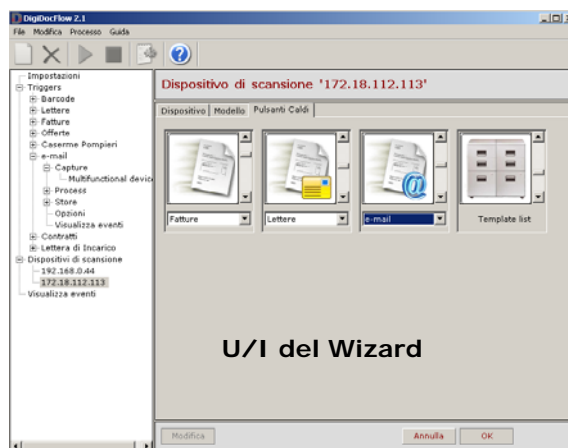 DigiDocFlow 2.1
File Modifica Processo Guida
Impostazioni
Triggers
Barcode
Lettere
Fatture
Offerte
Caserme Pompieri
e-mail
Capture
Multifunctional devic
Process
Store
Opzioni
Visualizza eventi
Contratti
Lettera di Incarico
Dispositivi di scansione
192.168.0.44
172.18.112.113
Visualizza eventi
Dispositivo di scansione '172.18.112.113'
Dispositivo Modello Pulsanti Caldi
Fatture Lettere e-mail Template list
U/I del Wizard
Modifica Annulla OK